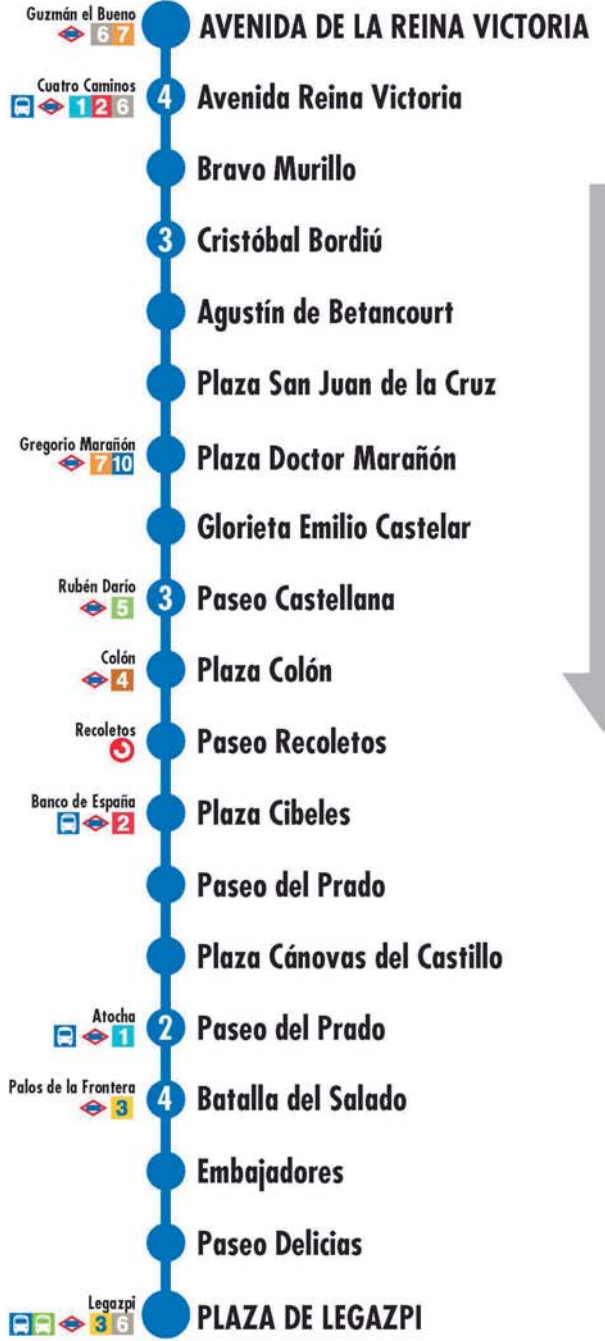 Guzmán el Bueno
6 7
AVENIDA DE LA REINA VICTORIA
Cuatro Caminos
1 2 6
4 Avenida Reina Victoria
Bravo Murillo
3 Cristóbal Bordiú
Agustín de Betancourt
Plaza San Juan de la Cruz
Gregorio Marañón
7 10
Plaza Doctor Marañón
Glorieta Emilio Castelar
Rubén Darío
5
3 Paseo Castellana
Colón
4
Plaza Colón
Recoletos
Paseo Recoletos
Banco de España
2
Plaza Cibeles
Paseo del Prado
Plaza Cánovas del Castillo
Atocha
1
2 Paseo del Prado
Palos de la Frontera
3
4 Batalla del Salado
Embajadores
Paseo Delicias
Legazpi
3 6
PLAZA DE LEGAZPI